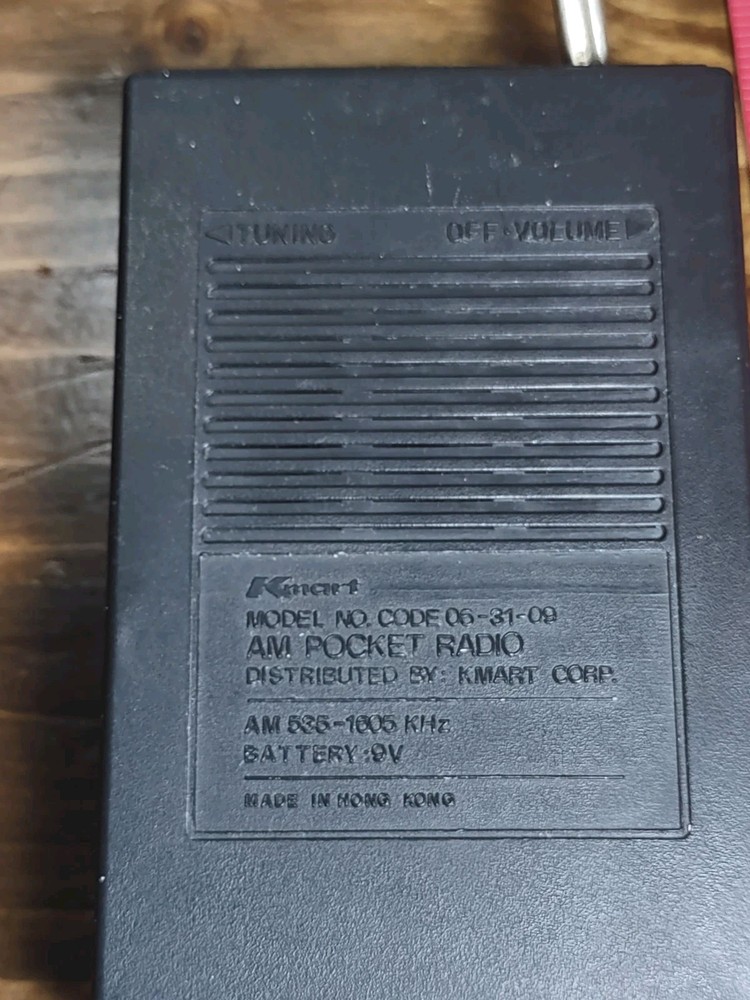 TUNING OFF·VOLUME
Kmart
MODEL NO. CODE 06-31-09
AM POCKET RADIO
DISTRIBUTED BY: KMART CORP.
AM 535-1605 KHz
BATTERY:9V
MADE IN HONG KONG